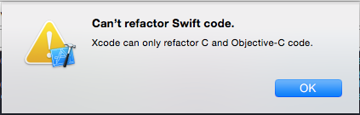 Can't refactor Swift code.
Xcode can only refactor C and Objective-C code.
OK